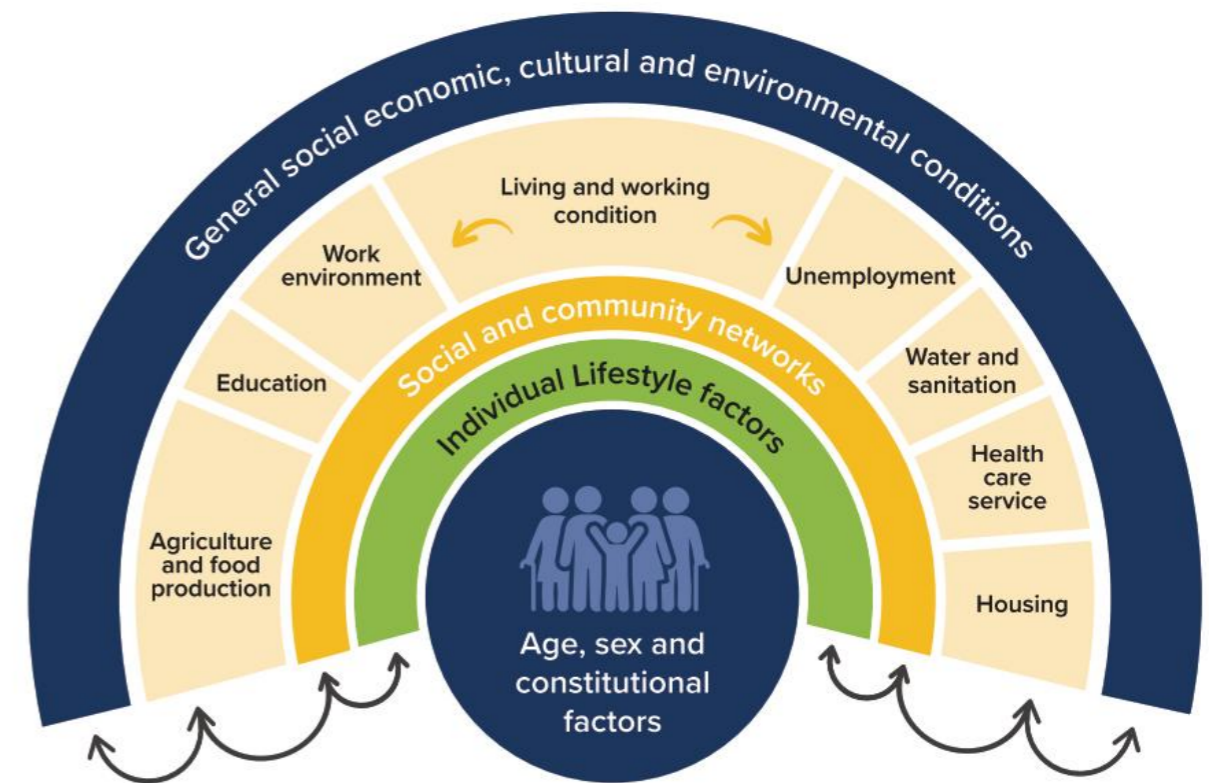 General social economic, cultural and environmental conditions
Living and working
condition
Work
environment
Unemployment
Education
Water and
sanitation
Agriculture
and food
production
Health
care
service
Housing
Social and community networks
Individual Lifestyle factors
Age, sex and
constitutional
factors